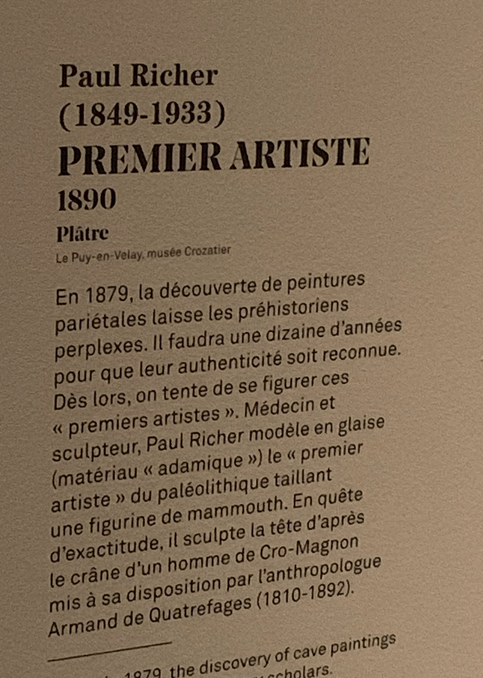 Paul Richer
(1849-1933)
PREMIER ARTISTE
1890
Plâtre
Le Puy-en-Velay, musée Crozatier
En 1879, la découverte de peintures
pariétales laisse les préhistoriens
perplexes. Il faudra une dizaine d'années
pour que leur authenticité soit reconnue.
Dès lors, on tente de se figurer ces
« premiers artistes ». Médecin et
sculpteur, Paul Richer modèle en glaise
(matériau « adamique ») le « premier
artiste » du paléolithique taillant
une figurine de mammouth. En quête
d'exactitude, il sculpte la tête d'après
le crâne d'un homme de Cro-Magnon
mis à sa disposition par l'anthropologue
Armand de Quatrefages (1810-1892).
1879, the discovery of cave paintings
scholars.